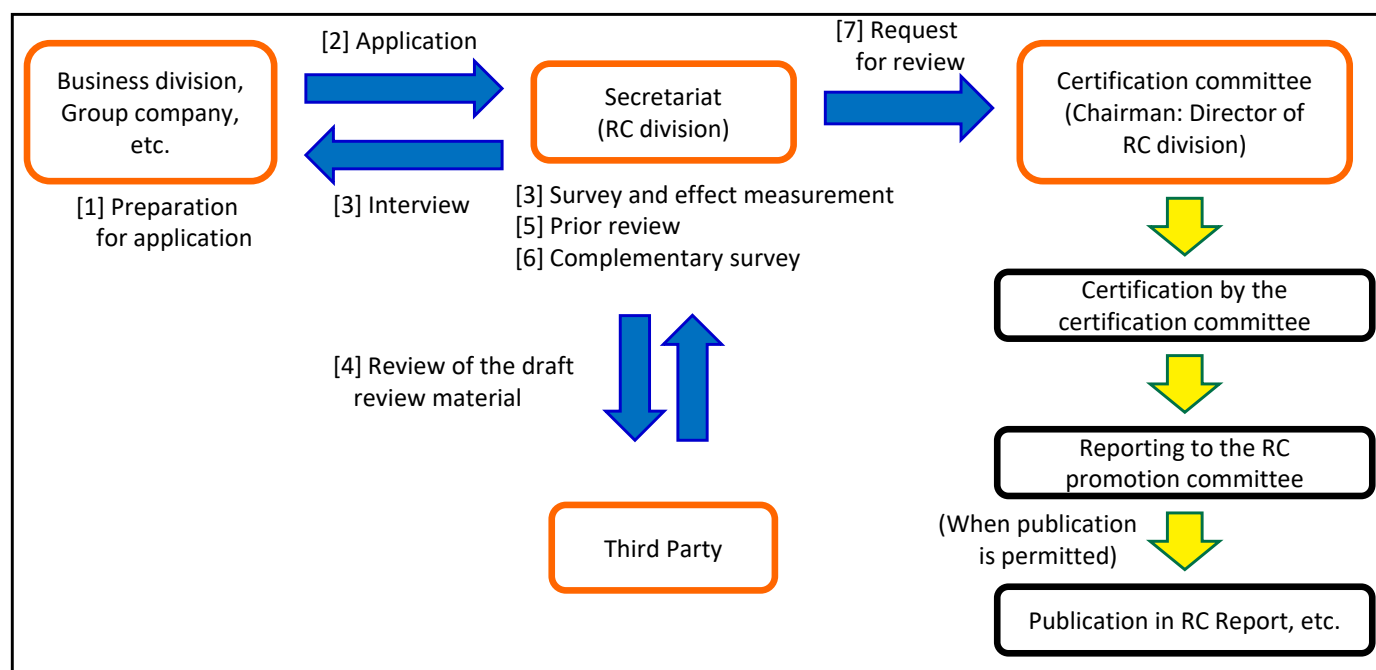 [2] Application
[7] Request
for review
Business division,
Group company,
etc.
Secretariat
(RC division)
Certification committee
(Chairman: Director of
RC division)
[1] Preparation
for application
[3] Interview
[3] Survey and effect measurement
[5] Prior review
[6] Complementary survey
[4] Review of the draft
review material
Third Party
Certification by the
certification committee
Reporting to the RC
promotion committee
(When publication
is permitted)
Publication in RC Report, etc.